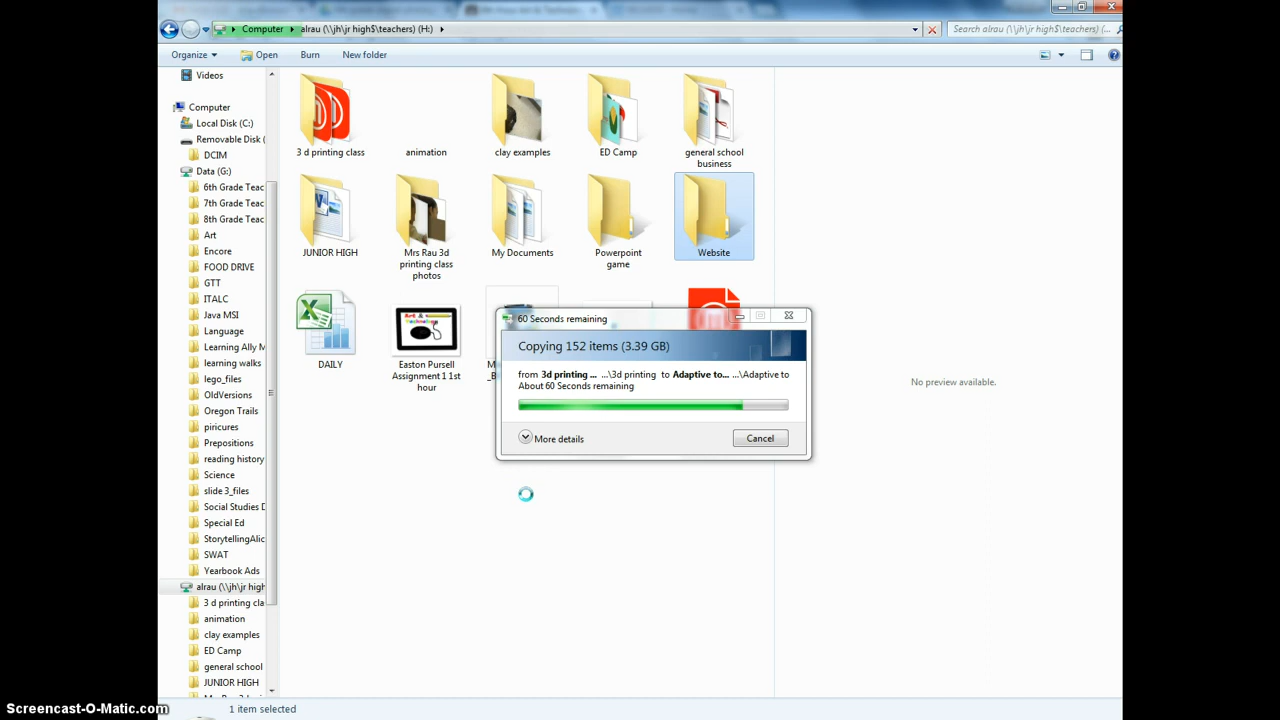 Computer
alrau (\\jh\jr high$\teachers) (H:)
Search alrau (\\jh\jr high$\teachers) (...
Organize
Open
Burn
New folder
Videos
Computer
Local Disk (C:)
Removable Disk (
DCIM
Data (G:)
6th Grade Teac
7th Grade Teac
8th Grade Teac
Art
Encore
FOOD DRIVE
GTT
ITALC
Java MSI
Language
Learning Ally M
learning walks
lego_files
OldVersions
Oregon Trails
piricures
Prepositions
reading history
Science
slide 3_files
Social Studies D
Special Ed
StorytellingAlic
SWAT
Yearbook Ads
alrau (\\jh\jr high
3 d printing cla
animation
clay examples
ED Camp
general school
JUNIOR HIGH
3 d printing class
animation
clay examples
ED Camp
general school
business
JUNIOR HIGH
Mrs Rau 3d
printing class
photos
My Documents
Powerpoint
game
Website
DAILY
Art &
Easton Pursell
Assignment 1 1st
hour
60 Seconds remaining
Copying 152 items (3.39 GB)
from 3d printing ... ...\3d printing to Adaptive to... ...\Adaptive to
About 60 Seconds remaining
More details
Cancel
No preview available.
1 item selected
Screencast-O-Matic.com